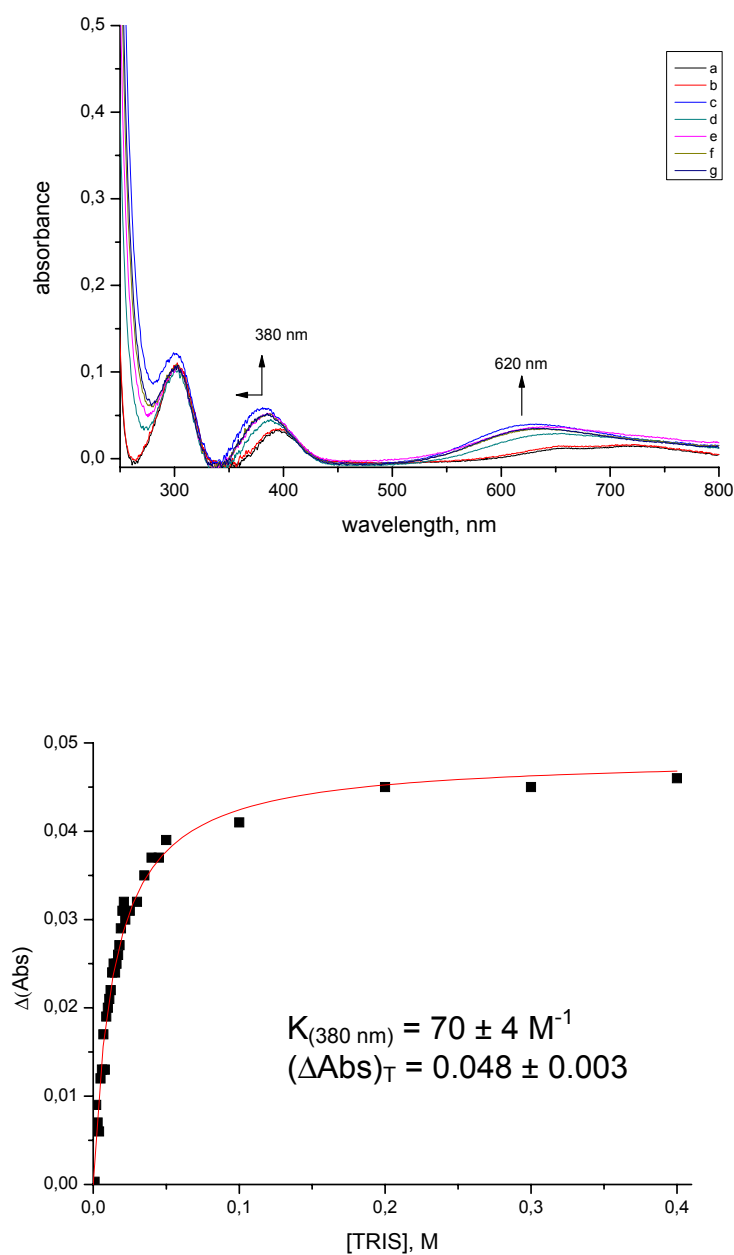 0,5
0,4
0,3
0,2
0,1
0,0
absorbance
a
b
c
d
e
f
g
380 nm
620 nm
300 400 500 600 700 800
wavelength, nm
0,05
0,04
0,03
0,02
0,01
0,00
Δ(Abs)
K(380 nm) = 70 ± 4 M-1
(ΔAbs)T = 0.048 ± 0.003
0,0 0,1 0,2 0,3 0,4
[TRIS], M